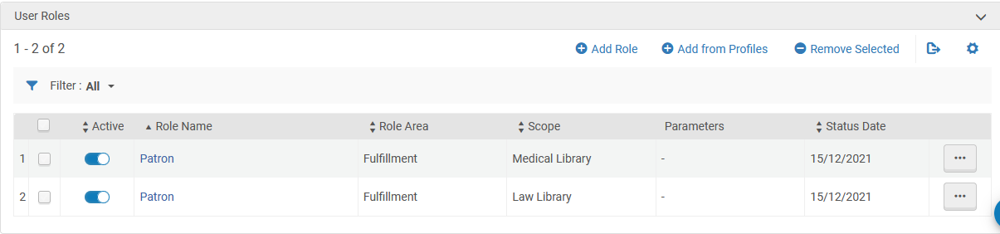 User Roles
1 - 2 of 2 Add Role Add from Profiles Remove Selected
Filter : All
Active Role Name Role Area Scope Parameters Status Date
1 Patron Fulfillment Medical Library - 15/12/2021
2 Patron Fulfillment Law Library - 15/12/2021